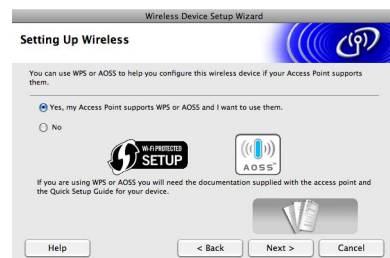 Wireless Device Setup Wizard
Setting Up Wireless
You can use WPS or AOSS to help you configure this wireless device if your Access Point supports
them.
Yes, my Access Point supports WPS or AOSS and I want to use them.
No
Wi-Fi PROTECTED
SETUP
AOSS™
If you are using WPS or AOSS you will need the documentation supplied with the access point and
the Quick Setup Guide for your device.
Help
< Back
Next >
Cancel